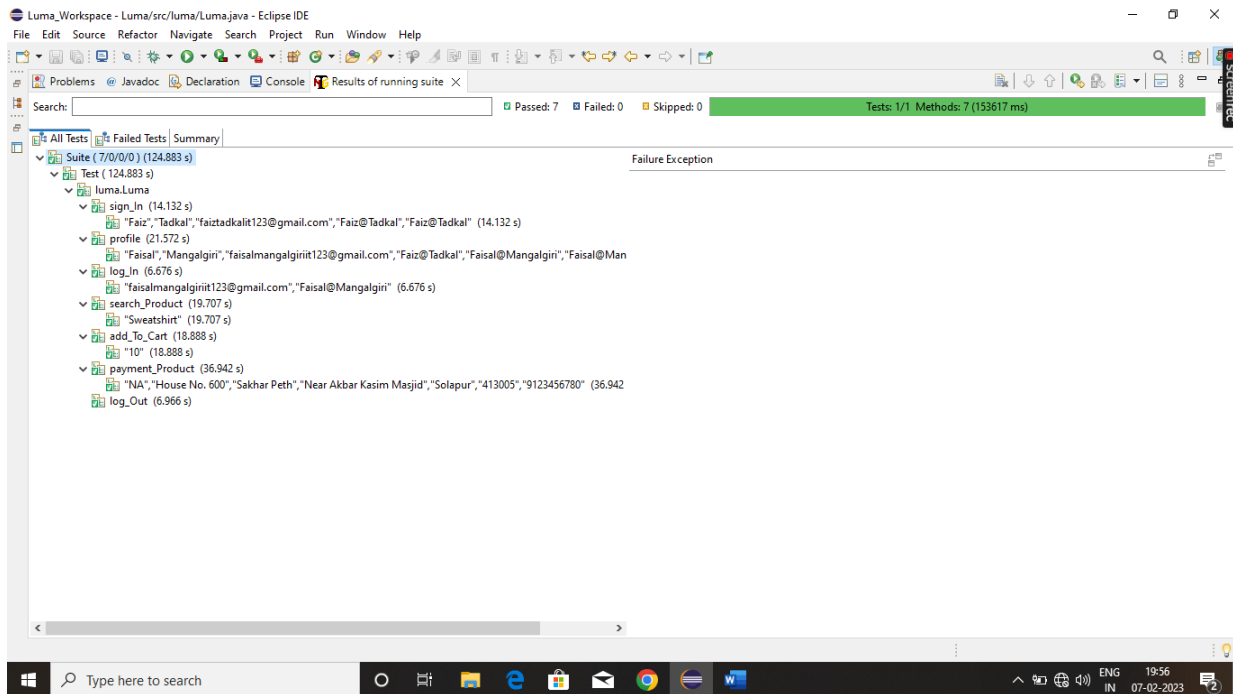 Luma_Workspace - Luma/src/luma/Luma.java - Eclipse IDE
File Edit Source Refactor Navigate Search Project Run Window Help
Problems @ Javadoc Declaration Console Results of running suite
Search:
Passed: 7 Failed: 0 Skipped: 0 Tests: 1/1 Methods: 7 (153617 ms)
screenrec
All Tests Failed Tests Summary
Failure Exception
Suite ( 7/0/0/0 ) (124.883 s)
Test ( 124.883 s)
luma.Luma
sign_In (14.132 s)
"Faiz","Tadkal","faiztadkalit123@gmail.com","Faiz@Tadkal","Faiz@Tadkal" (14.132 s)
profile (21.572 s)
"Faisal","Mangalgiri","faisalmangalgiriit123@gmail.com","Faiz@Tadkal","Faisal@Mangalgiri","Faisal@Man
log_In (6.676 s)
"faisalmangalgiriit123@gmail.com","Faisal@Mangalgiri" (6.676 s)
search_Product (19.707 s)
"Sweatshirt" (19.707 s)
add_To_Cart (18.888 s)
"10" (18.888 s)
payment_Product (36.942 s)
"NA","House No. 600","Sakhar Peth","Near Akbar Kasim Masjid","Solapur","413005","9123456780" (36.942
log_Out (6.966 s)
Type here to search
ENG
IN
19:56
07-02-2023
2